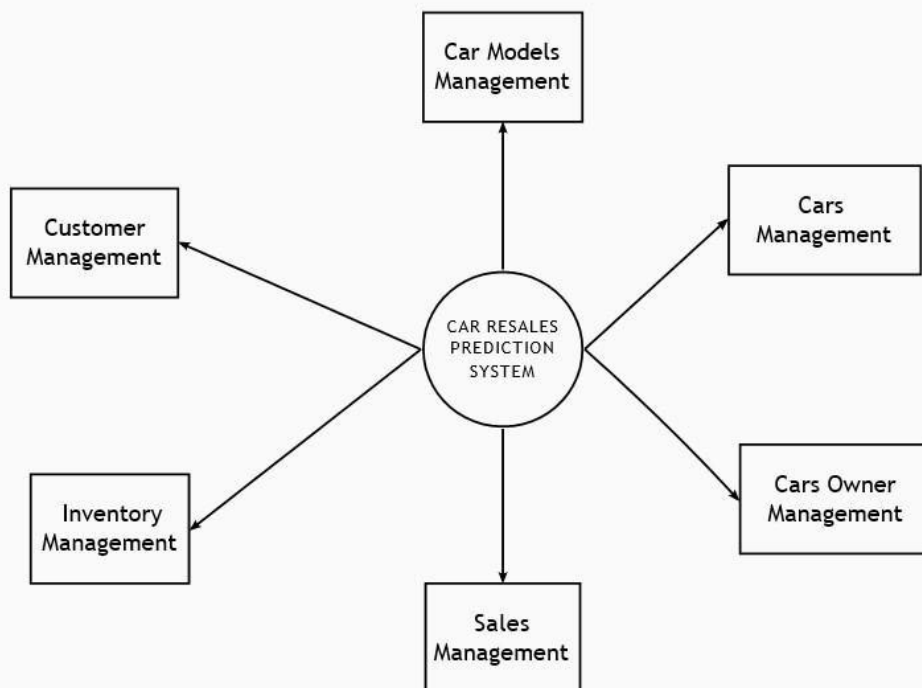 Car Models
Management
Cars
Management
Customer
Management
CAR RESALES
PREDICTION
SYSTEM
Cars Owner
Management
Inventory
Management
Sales
Management